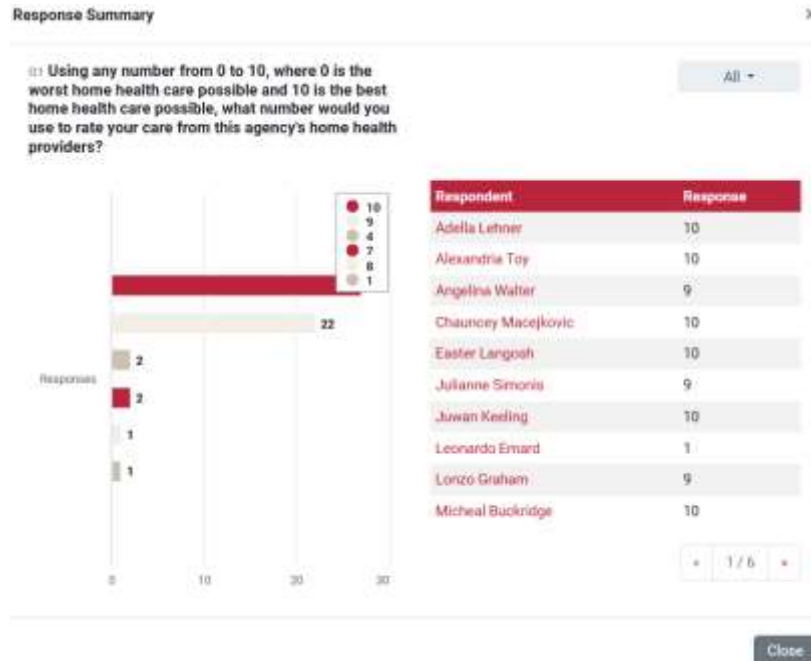 Response Summary
Using any number from 0 to 10, where 0 is the
worst home health care possible and 10 is the best
home health care possible, what number would you
use to rate your care from this agency's home health
providers?
All
10
9
4
7
8
1
22
2
2
1
1
Responses
0
10
20
30
Respondent Response
Adella Lehner 10
Alexandria Toy 10
Angelina Walter 9
Chauncey Macejkovic 10
Easter Langosh 10
Julianne Simonis 9
Juwan Keeling 10
Leonardo Emard 1
Lonzo Graham 9
Micheal Buckridge 10
« 1 / 6 »
Close